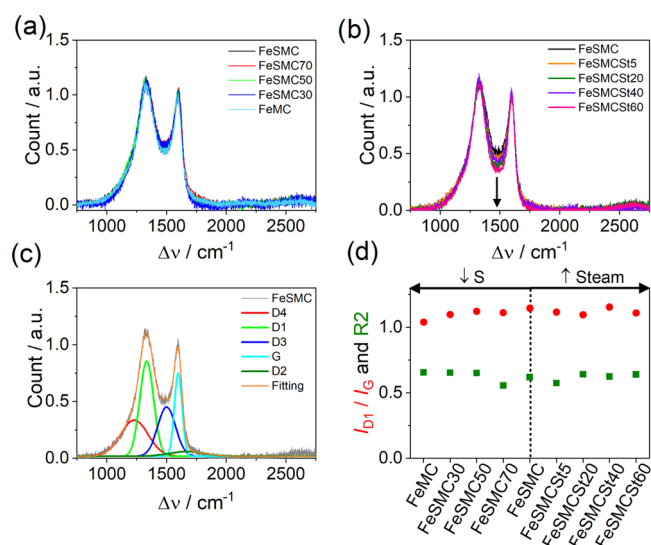 (a)
1.5
1.0
0.5
0.0
Count / a.u.
FeSMC
FeSMC70
FeSMC50
FeSMC30
FeMC
1000 1500 2000 2500
Δν / cm⁻¹
(b)
1.5
1.0
0.5
0.0
Count / a.u.
FeSMC
FeSMCSt5
FeSMCSt20
FeSMCSt40
FeSMCSt60
1000 1500 2000 2500
Δν / cm⁻¹
(c)
1.5
1.0
0.5
0.0
Count / a.u.
FeSMC
D4
D1
D3
G
D2
Fitting
1000 1500 2000 2500
Δν / cm⁻¹
(d)
↓ S ↑ Steam
1.0
0.5
0.0
I_D1 / I_G and R2
FeMC
FeSMC30
FeSMC50
FeSMC70
FeSMC
FeSMCSt5
FeSMCSt20
FeSMCSt40
FeSMCSt60